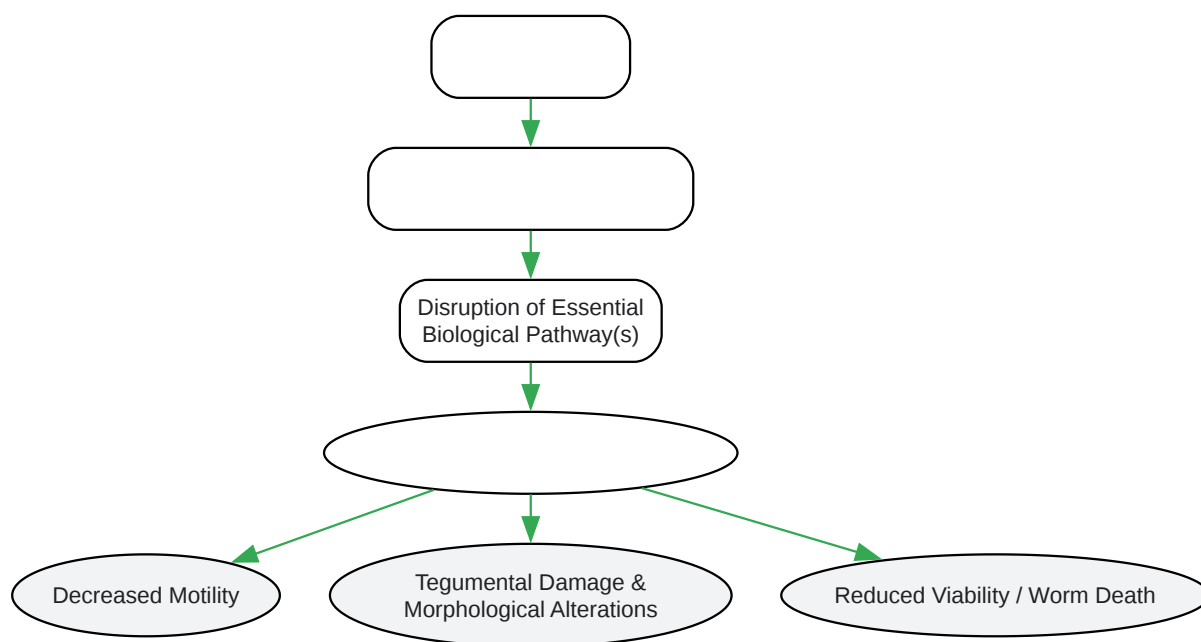 Disruption of Essential
Biological Pathway(s)
Decreased Motility
Tegumental Damage &
Morphological Alterations
Reduced Viability / Worm Death